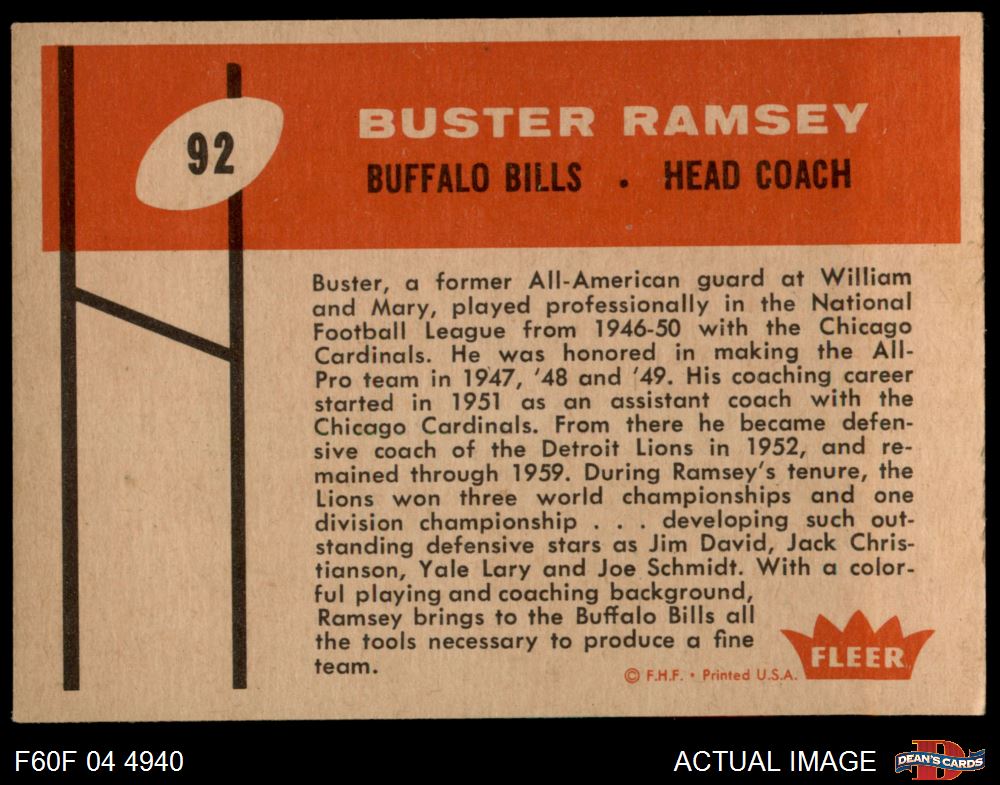 92
BUSTER RAMSEY
BUFFALO BILLS • HEAD COACH
Buster, a former All-American guard at William
and Mary, played professionally in the National
Football League from 1946-50 with the Chicago
Cardinals. He was honored in making the All-
Pro team in 1947, '48 and '49. His coaching career
started in 1951 as an assistant coach with the
Chicago Cardinals. From there he became defen-
sive coach of the Detroit Lions in 1952, and re-
mained through 1959. During Ramsey's tenure, the
Lions won three world championships and one
division championship . . . developing such out-
standing defensive stars as Jim David, Jack Chris-
tianson, Yale Lary and Joe Schmidt. With a color-
ful playing and coaching background,
Ramsey brings to the Buffalo Bills all
the tools necessary to produce a fine
team.
FLEER
© F.H.F. • Printed U.S.A.
F60F 04 4940
ACTUAL IMAGE
D
DEAN'S CARDS